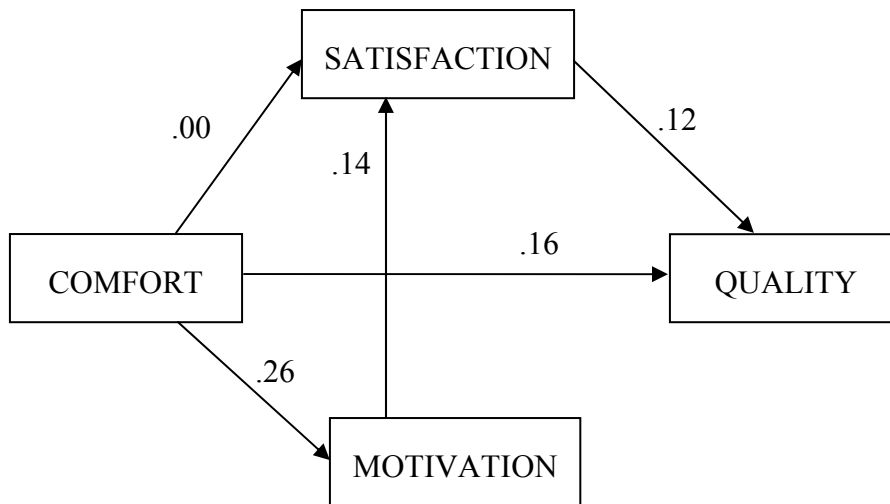 SATISFACTION
.00
.12
.14
.16
COMFORT
QUALITY
.26
MOTIVATION